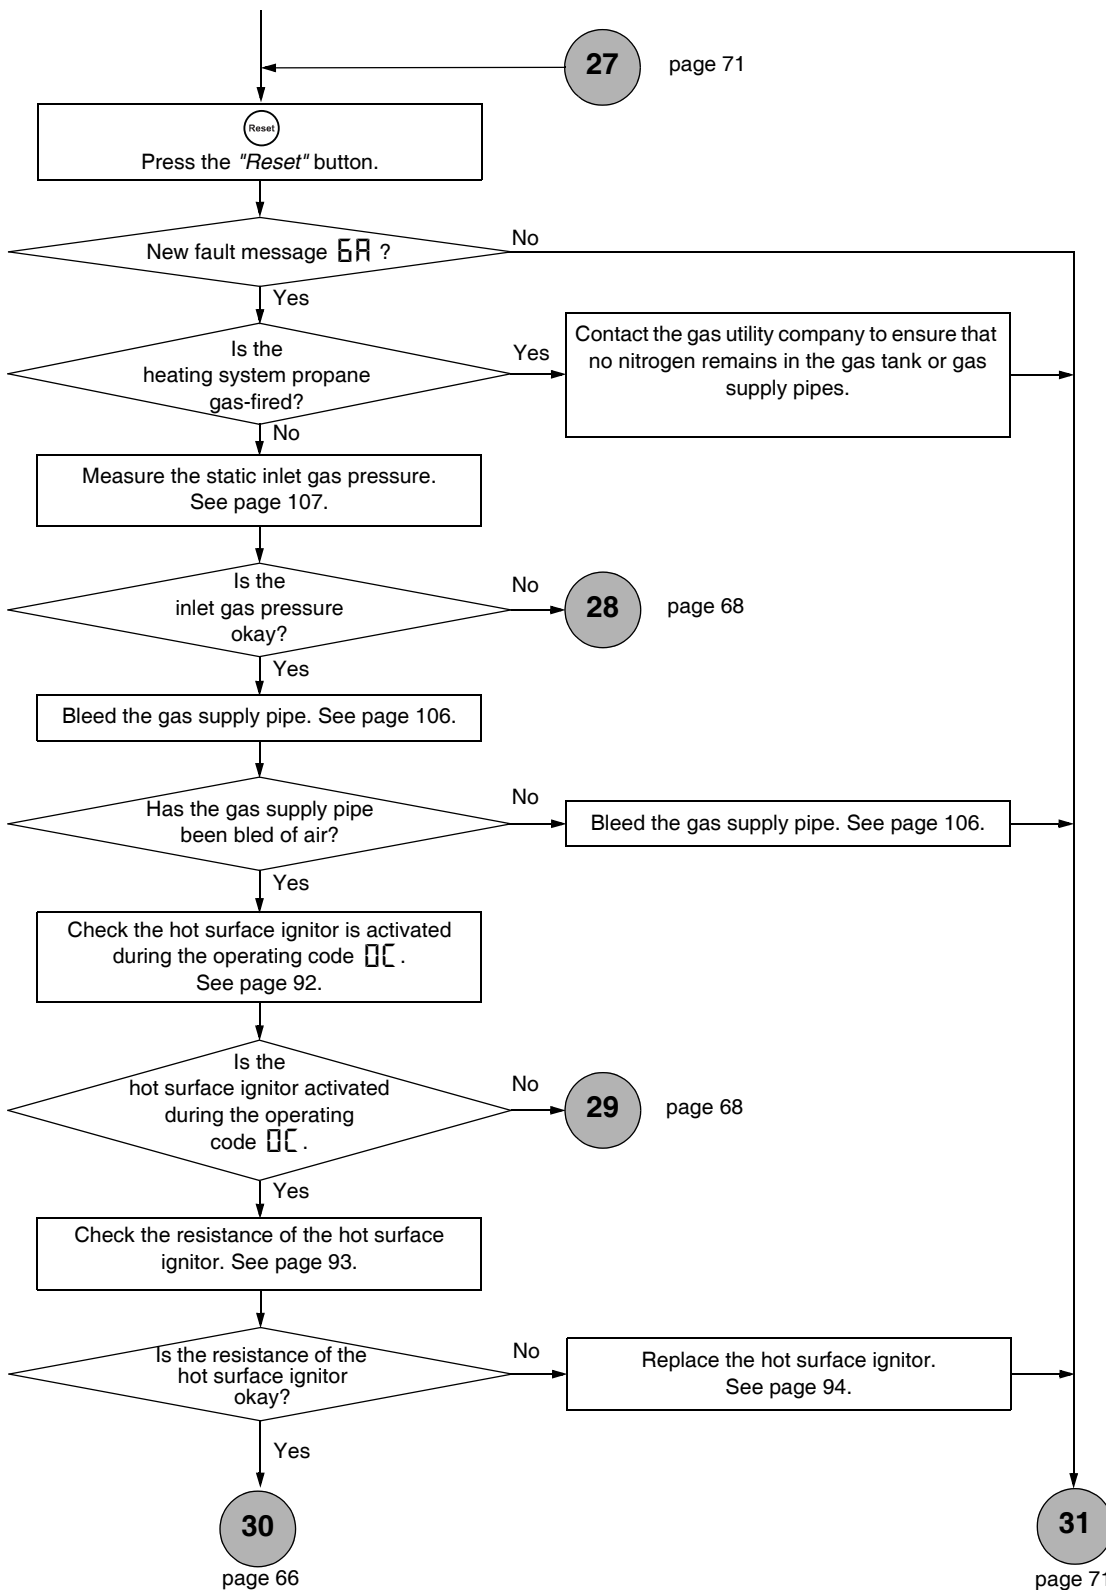 27
page 71
Reset
Press the "Reset" button.
New fault message 6A ?
No
Yes
Is the
heating system propane
gas-fired?
Yes
Contact the gas utility company to ensure that
no nitrogen remains in the gas tank or gas
supply pipes.
No
Measure the static inlet gas pressure.
See page 107.
Is the
inlet gas pressure
okay?
No
28
page 68
Yes
Bleed the gas supply pipe. See page 106.
Has the gas supply pipe
been bled of air?
No
Bleed the gas supply pipe. See page 106.
Yes
Check the hot surface ignitor is activated
during the operating code 0C .
See page 92.
Is the
hot surface ignitor activated
during the operating
code 0C .
No
29
page 68
Yes
Check the resistance of the hot surface
ignitor. See page 93.
Is the resistance of the
hot surface ignitor
okay?
No
Replace the hot surface ignitor.
See page 94.
Yes
30
page 66
31
page 71